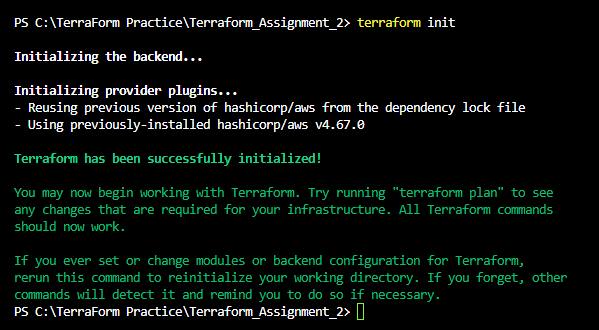 PS C:\TerraForm Practice\Terraform_Assignment_2> terraform init
Initializing the backend...
Initializing provider plugins...
- Reusing previous version of hashicorp/aws from the dependency lock file
- Using previously-installed hashicorp/aws v4.67.0
Terraform has been successfully initialized!
You may now begin working with Terraform. Try running "terraform plan" to see
any changes that are required for your infrastructure. All Terraform commands
should now work.
If you ever set or change modules or backend configuration for Terraform,
rerun this command to reinitialize your working directory. If you forget, other
commands will detect it and remind you to do so if necessary.
PS C:\TerraForm Practice\Terraform_Assignment_2>